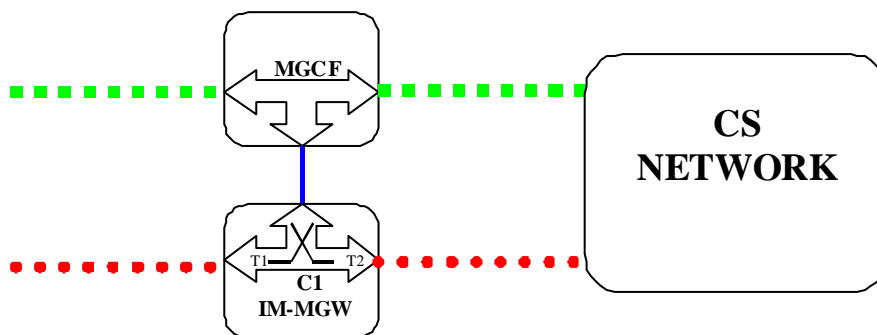 MGCF
CS
NETWORK
T1 T2
C1
IM-MGW